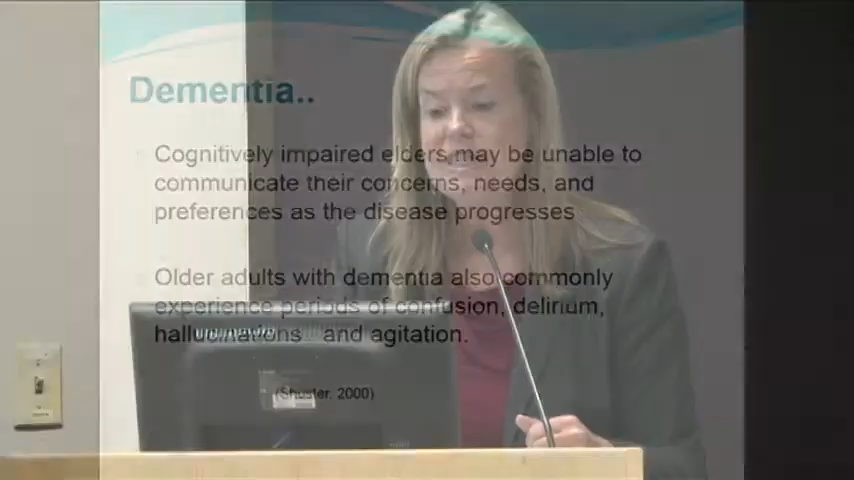 Dementia..
Cognitively impaired elders may be unable to
communicate their concerns, needs, and
preferences as the disease progresses
Older adults with dementia also commonly
experience periods of confusion, delirium,
hallucinations and agitation.
(Shuster, 2000)